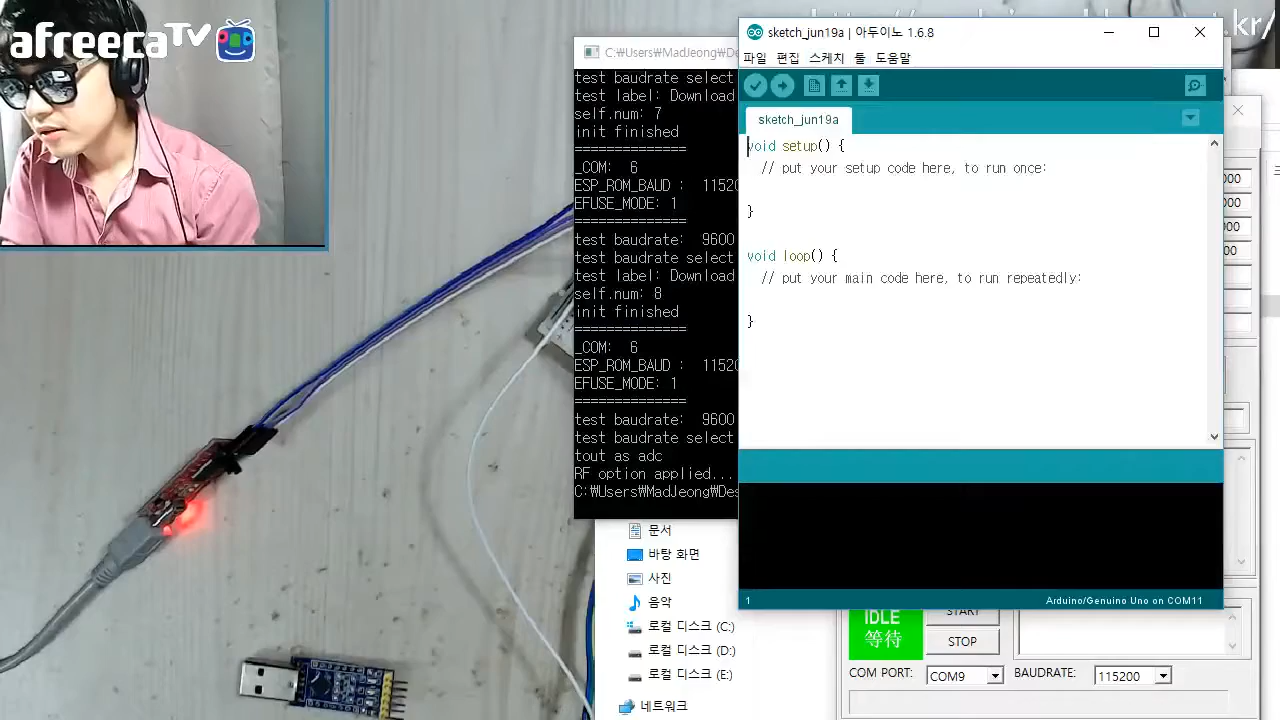 afreecaTV
kr/
sketch_jun19a | 아두이노 1.6.8
파일 편집 스케치 툴 도움말
sketch_jun19a
void setup() {
// put your setup code here, to run once:
}
void loop() {
// put your main code here, to run repeatedly:
}
1
Arduino/Genuino Uno on COM11
C:\Users\MadJeong\De
test baudrate select
test label: Download
self.num: 7
init finished
==============
_COM: 6
ESP_ROM_BAUD : 11520
EFUSE_MODE: 1
==============
test baudrate: 9600
test baudrate select
test label: Download
self.num: 8
init finished
==============
_COM: 6
ESP_ROM_BAUD : 11520
EFUSE_MODE: 1
==============
test baudrate: 9600
test baudrate select
tout as adc
RF option applied...
C:₩Users₩MadJeong₩Des
문서
바탕 화면
사진
음악
로컬 디스크 (C:)
로컬 디스크 (D:)
로컬 디스크 (E:)
네트워크
000
000
000
000
IDLE
等待
START
STOP
COM PORT: COM9 BAUDRATE: 115200